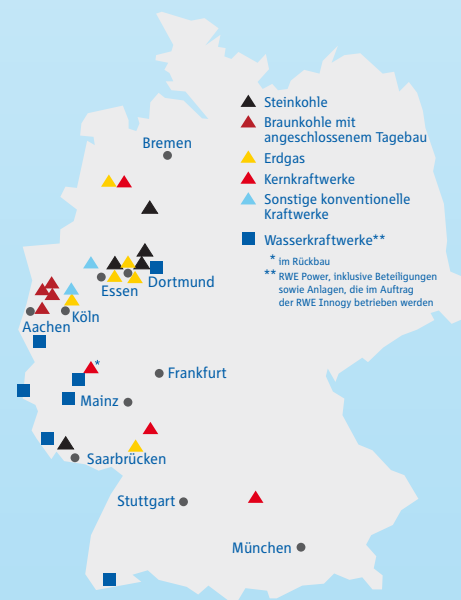 Steinkohle
Braunkohle mit
angeschlossenem Tagebau
Erdgas
Kernkraftwerke
Sonstige konventionelle
Kraftwerke
Wasserkraftwerke**
* im Rückbau
** RWE Power, inklusive Beteiligungen
sowie Anlagen, die im Auftrag
der RWE Innogy betrieben werden
Bremen
Dortmund
Essen
Köln
Aachen
*
Frankfurt
Mainz
Saarbrücken
Stuttgart
München